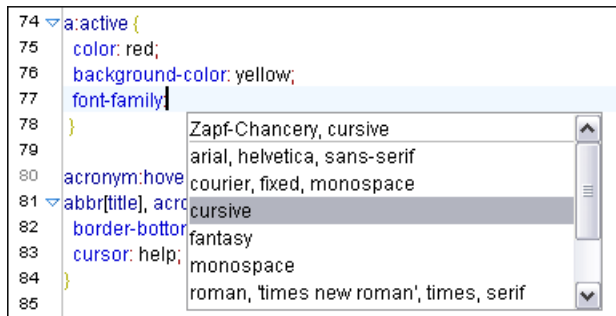 74 a:active {
75 color: red;
76 background-color: yellow;
77 font-family:
78 }
Zapf-Chancery, cursive
79
arial, helvetica, sans-serif
80 acronym:hove
courier, fixed, monospace
81 abbr[title], acro
cursive
82 border-bottor
fantasy
83 cursor: help;
monospace
84 }
roman, 'times new roman', times, serif
85